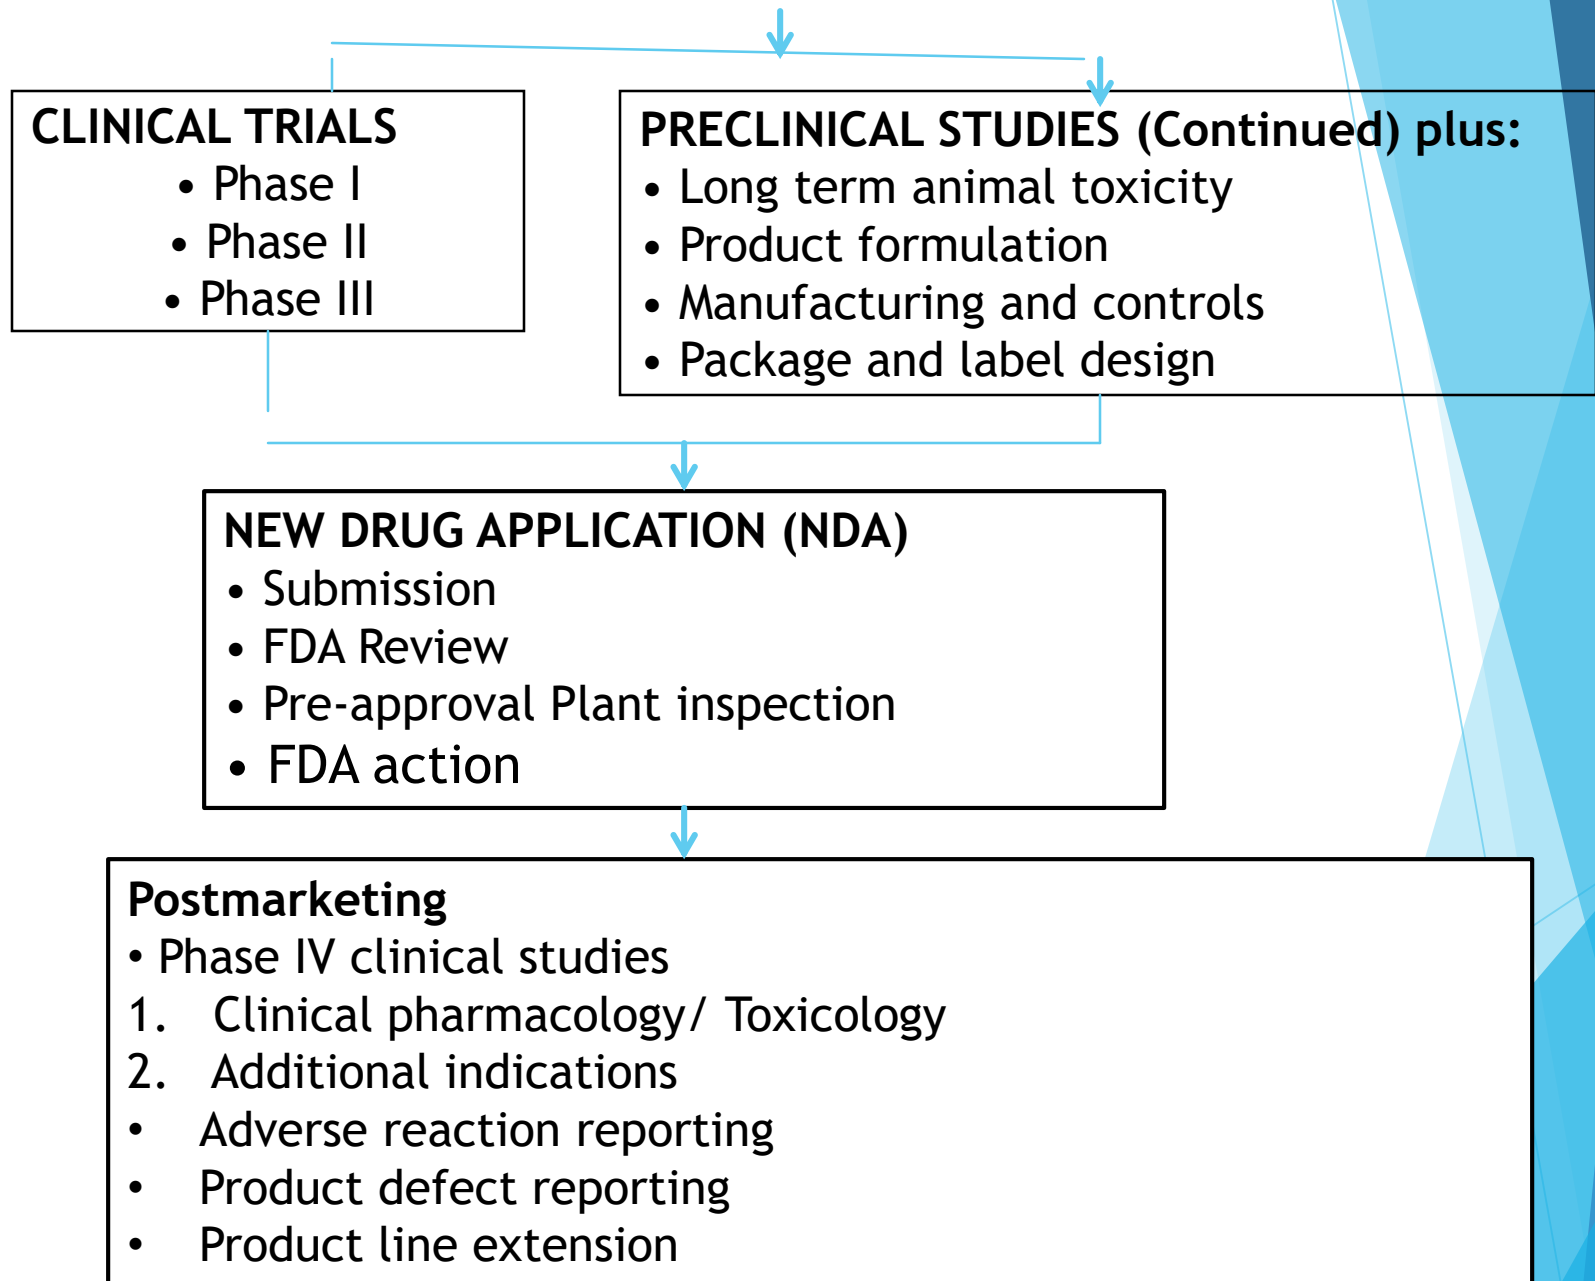 CLINICAL TRIALS
• Phase I
• Phase II
• Phase III
PRECLINICAL STUDIES (Continued) plus:
• Long term animal toxicity
• Product formulation
• Manufacturing and controls
• Package and label design
NEW DRUG APPLICATION (NDA)
• Submission
• FDA Review
• Pre-approval Plant inspection
• FDA action
Postmarketing
• Phase IV clinical studies
1. Clinical pharmacology/ Toxicology
2. Additional indications
• Adverse reaction reporting
• Product defect reporting
• Product line extension